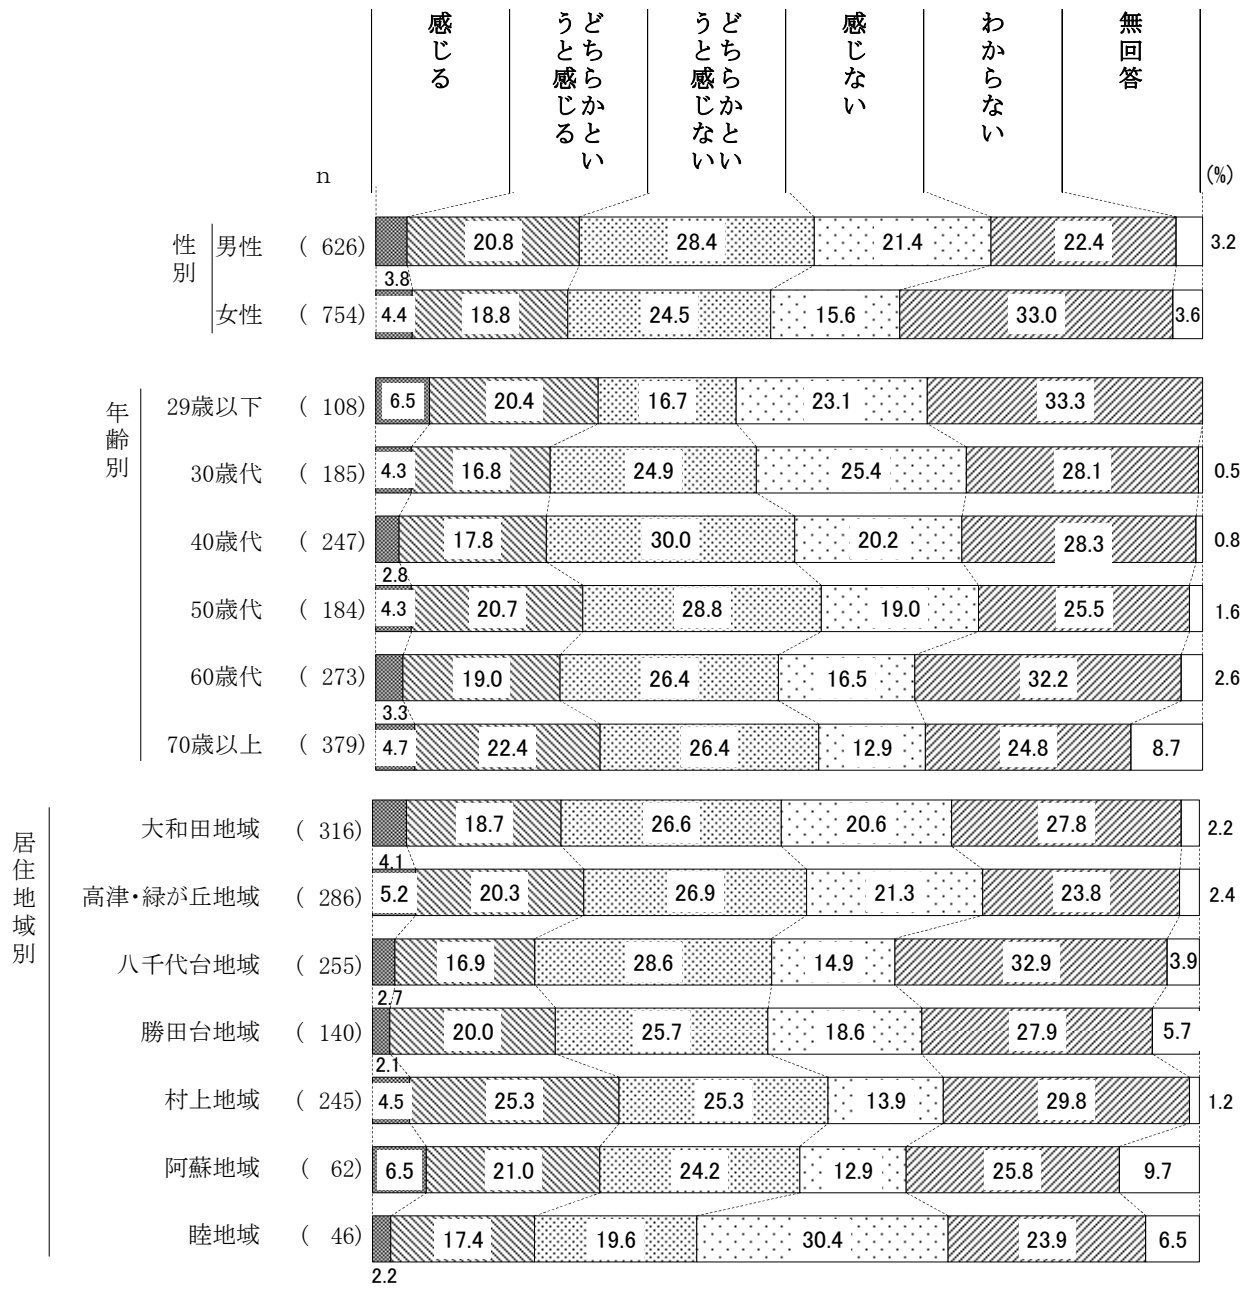 感じる
どちらかとい
うと感じる
どちらかとい
うと感じない
感じない
わからない
無回答
n
(%)
性別
男性 ( 626) 20.8 28.4 21.4 22.4 3.2
3.8
女性 ( 754) 4.4 18.8 24.5 15.6 33.0 3.6
年齢別
29歳以下 ( 108) 6.5 20.4 16.7 23.1 33.3
30歳代 ( 185) 4.3 16.8 24.9 25.4 28.1 0.5
40歳代 ( 247) 17.8 30.0 20.2 28.3 0.8
2.8
50歳代 ( 184) 4.3 20.7 28.8 19.0 25.5 1.6
60歳代 ( 273) 19.0 26.4 16.5 32.2 2.6
3.3
70歳以上 ( 379) 4.7 22.4 26.4 12.9 24.8 8.7
居住地域別
大和田地域 ( 316) 18.7 26.6 20.6 27.8 2.2
4.1
高津・緑が丘地域 ( 286) 5.2 20.3 26.9 21.3 23.8 2.4
八千代台地域 ( 255) 16.9 28.6 14.9 32.9 3.9
2.7
勝田台地域 ( 140) 20.0 25.7 18.6 27.9 5.7
2.1
村上地域 ( 245) 4.5 25.3 25.3 13.9 29.8 1.2
阿蘇地域 ( 62) 6.5 21.0 24.2 12.9 25.8 9.7
睦地域 ( 46) 17.4 19.6 30.4 23.9 6.5
2.2